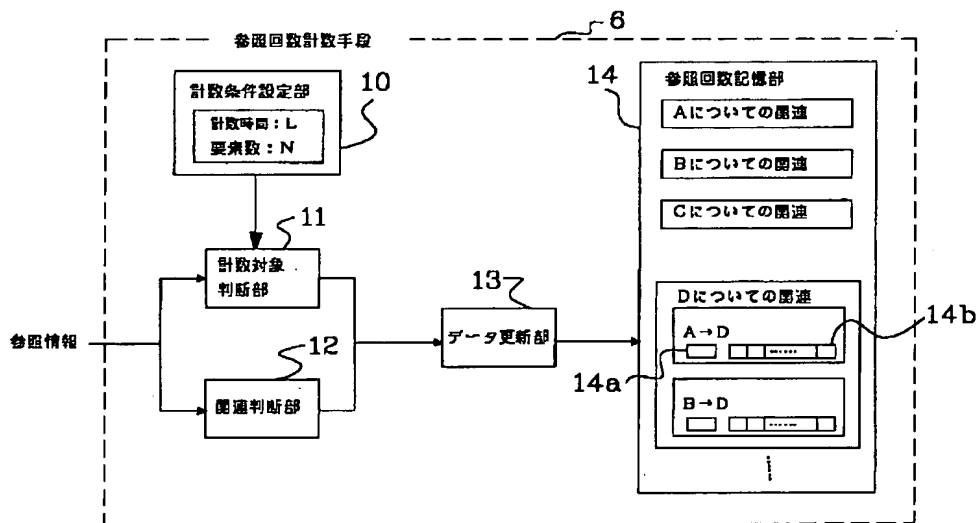 6
参照回数計数手段
計数条件設定部
計数時間：L
要素数：N
10
11
計数対象
判断部
参照情報
12
関連判断部
13
データ更新部
14
参照回数記憶部
Aについての関連
Bについての関連
Cについての関連
Dについての関連
A→D
14a
14b
B→D